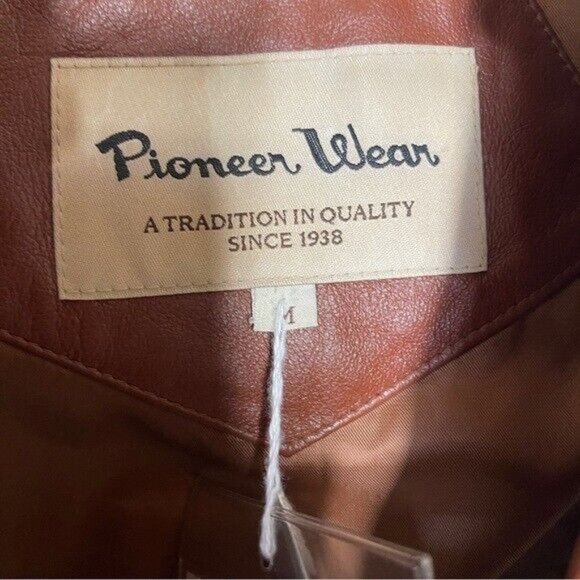 Pioneer Wear
A TRADITION IN QUALITY
SINCE 1938
M